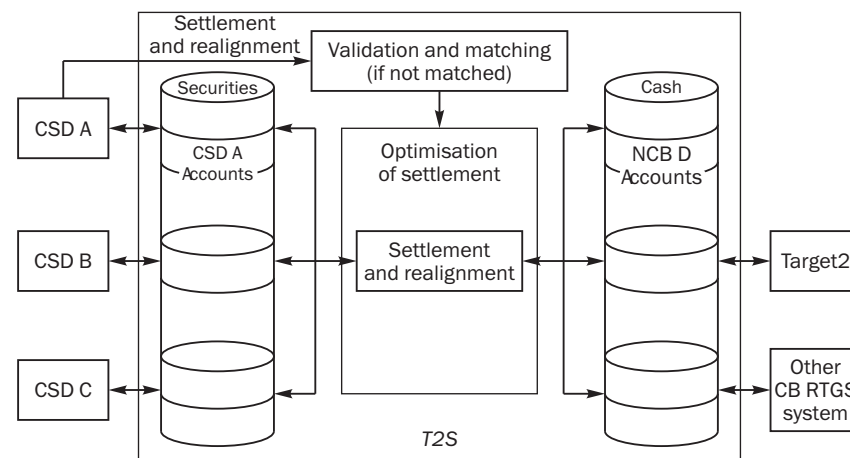 Settlement
and realignment
Validation and matching
(if not matched)
Securities
Cash
CSD A
CSD A
Accounts
Optimisation
of settlement
NCB D
Accounts
CSD B
Settlement
and realignment
Target2
CSD C
Other
CB RTGS
system
T2S